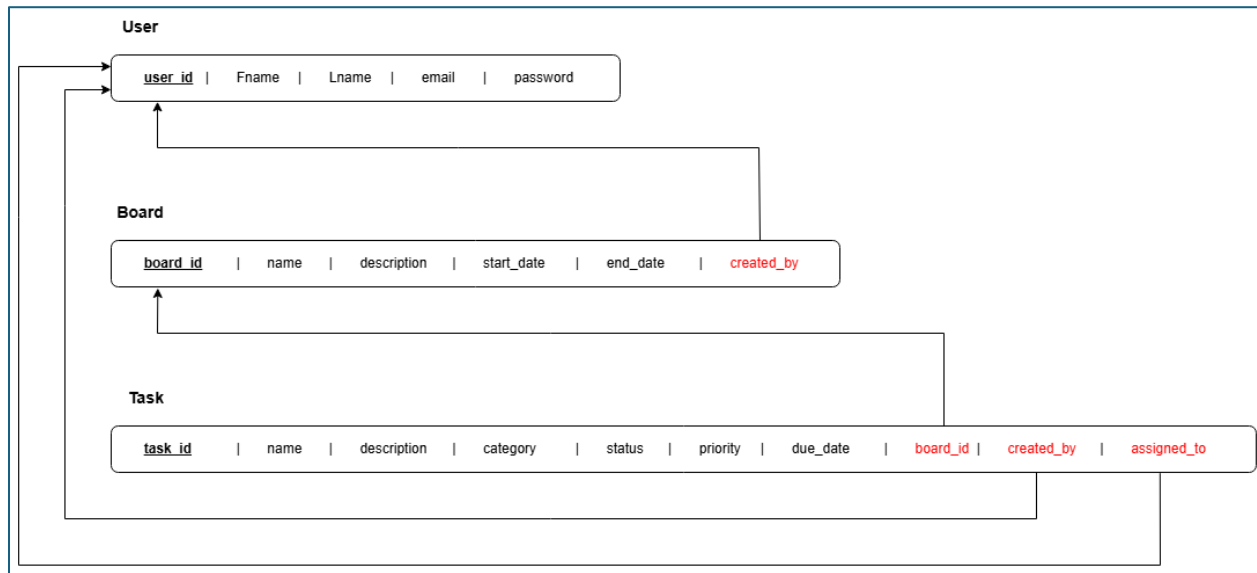 User
user_id | Fname | Lname | email | password
Board
board_id | name | description | start_date | end_date | created_by
Task
task_id | name | description | category | status | priority | due_date | board_id | created_by | assigned_to